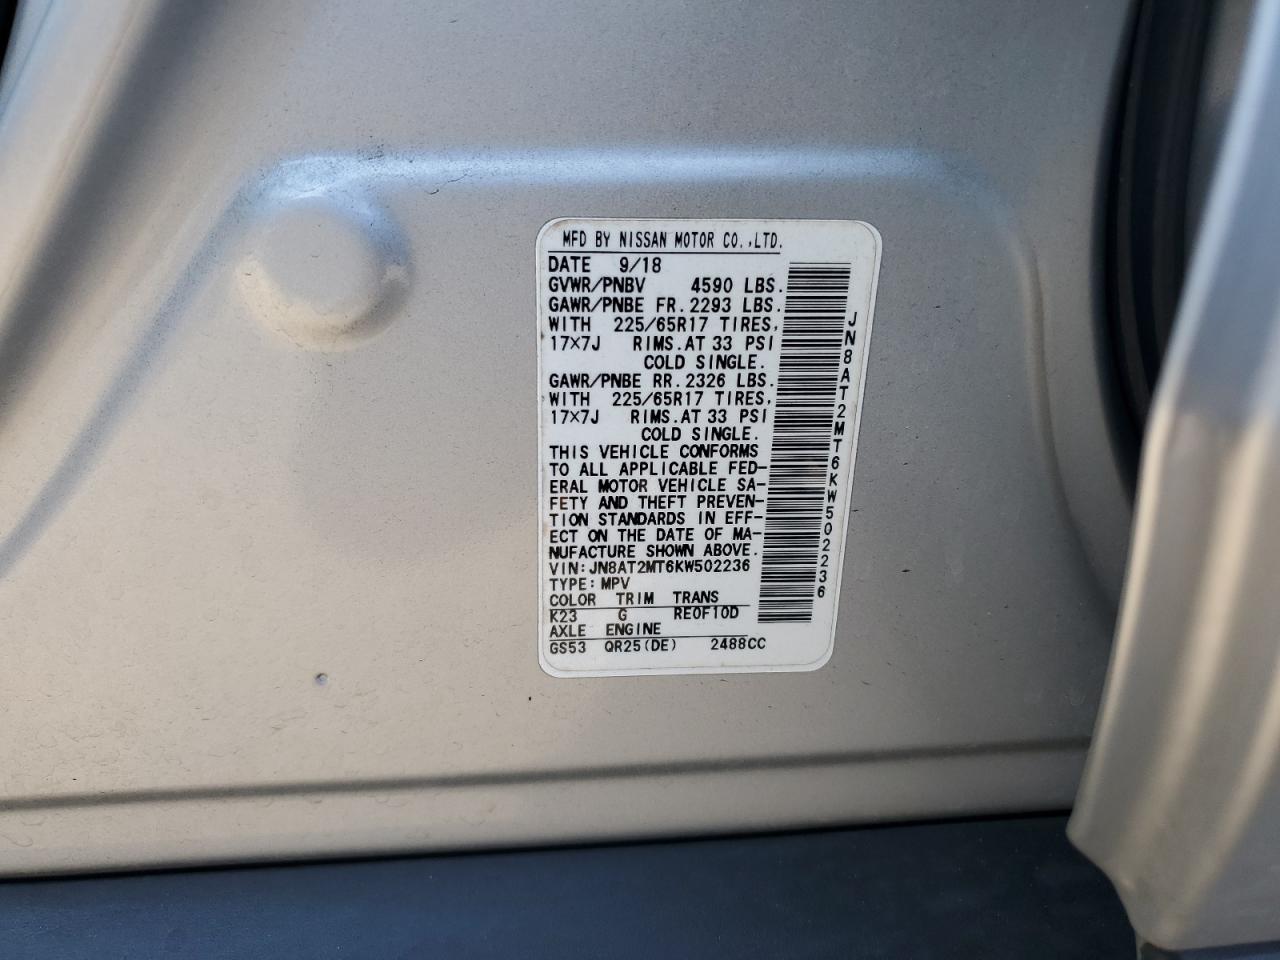 MFD BY NISSAN MOTOR CO.,LTD.
DATE 9/18
GVWR/PNBV 4590 LBS.
GAWR/PNBE FR.2293 LBS.
WITH 225/65R17 TIRES,
17×7J RIMS.AT 33 PSI
COLD SINGLE.
GAWR/PNBE RR.2326 LBS.
WITH 225/65R17 TIRES,
17×7J RIMS.AT 33 PSI
COLD SINGLE.
THIS VEHICLE CONFORMS
TO ALL APPLICABLE FED-
ERAL MOTOR VEHICLE SA-
FETY AND THEFT PREVEN-
TION STANDARDS IN EFF-
ECT ON THE DATE OF MA-
NUFACTURE SHOWN ABOVE.
VIN:JN8AT2MT6KW502236
TYPE:MPV
COLOR TRIM TRANS
K23 G RE0F10D
AXLE ENGINE
GS53 QR25(DE) 2488CC
JN8AT2MT6KW502236